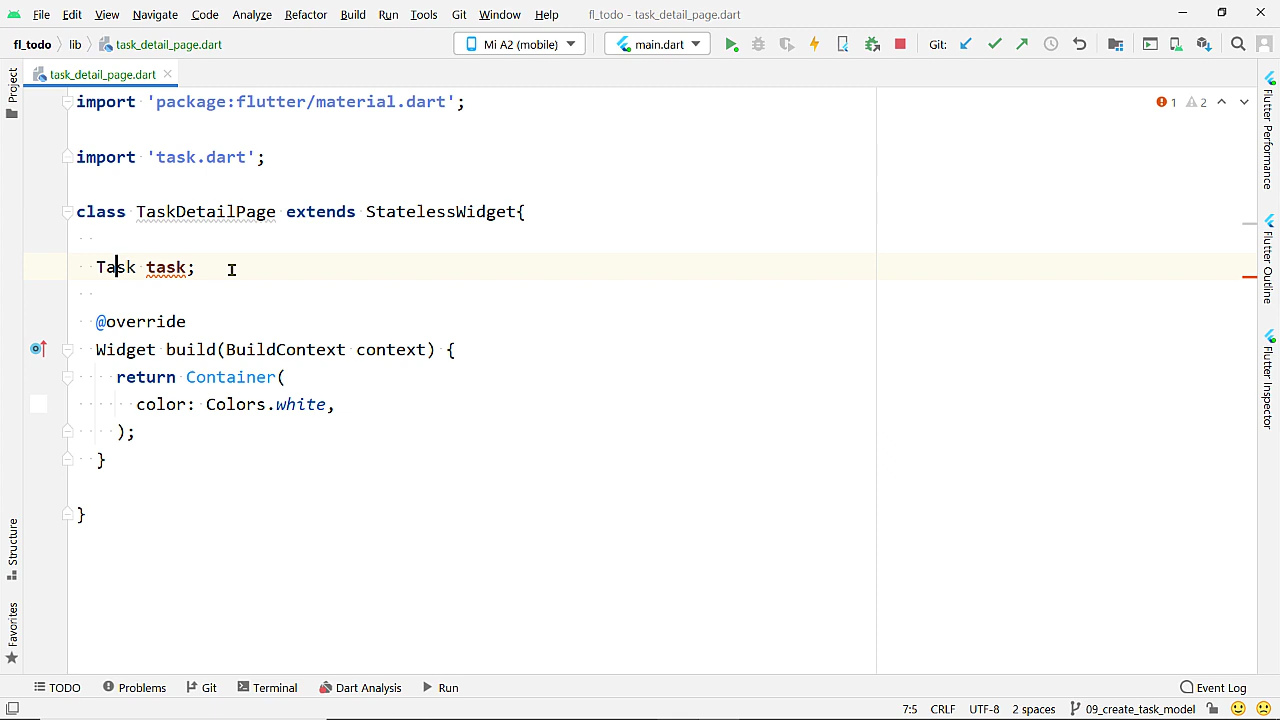 File Edit View Navigate Code Analyze Refactor Build Run Tools Git Window Help fl_todo - task_detail_page.dart
fl_todo lib task_detail_page.dart Mi A2 (mobile) main.dart Git:
task_detail_page.dart
Project
import 'package:flutter/material.dart';
1 2
import 'task.dart';
class TaskDetailPage extends StatelessWidget{
Task task;
@override
Widget build(BuildContext context) {
return Container(
color: Colors.white,
);
}
}
Flutter Performance
Flutter Outline
Flutter Inspector
Structure
Favorites
TODO Problems Git Terminal Dart Analysis Run Event Log
7:5 CRLF UTF-8 2 spaces 09_create_task_model